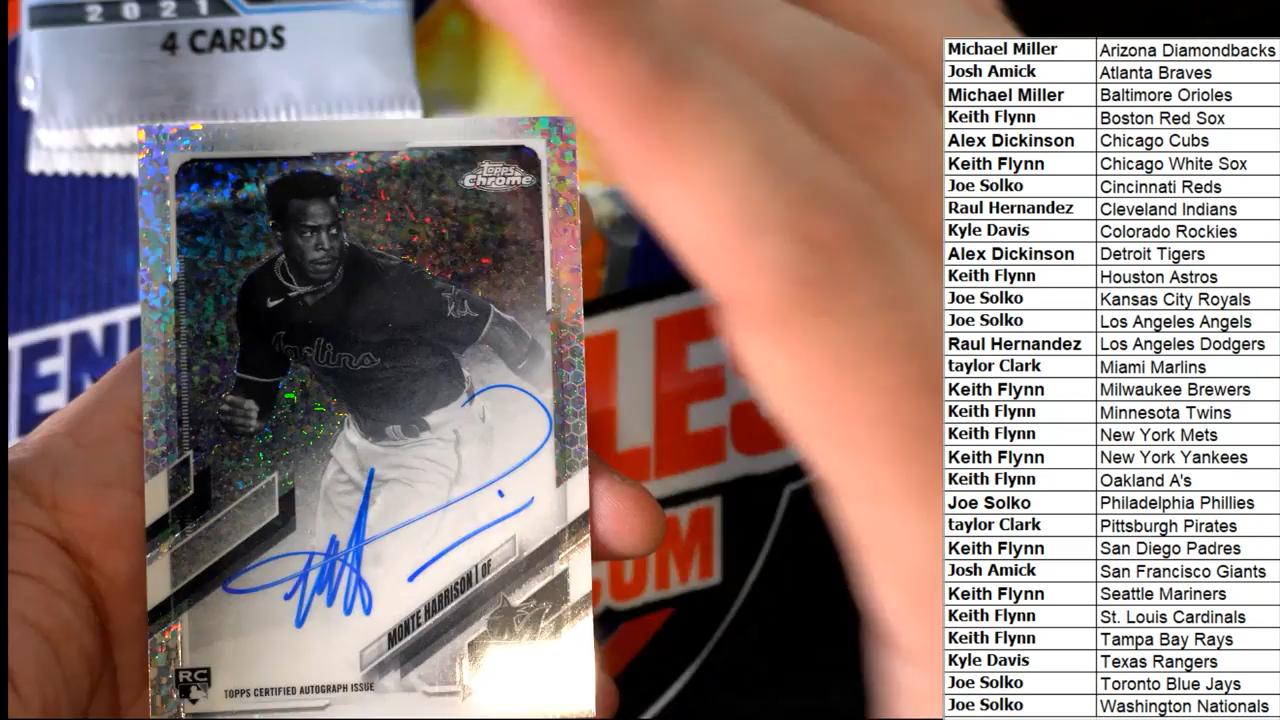 2021
4 CARDS
TOPPS
Chrome
MONTE HARRISON | OF
RC
TOPPS CERTIFIED AUTOGRAPH ISSUE
LES
.COM
Michael Miller Arizona Diamondbacks
Josh Amick Atlanta Braves
Michael Miller Baltimore Orioles
Keith Flynn Boston Red Sox
Alex Dickinson Chicago Cubs
Keith Flynn Chicago White Sox
Joe Solko Cincinnati Reds
Raul Hernandez Cleveland Indians
Kyle Davis Colorado Rockies
Alex Dickinson Detroit Tigers
Keith Flynn Houston Astros
Joe Solko Kansas City Royals
Joe Solko Los Angeles Angels
Raul Hernandez Los Angeles Dodgers
taylor Clark Miami Marlins
Keith Flynn Milwaukee Brewers
Keith Flynn Minnesota Twins
Keith Flynn New York Mets
Keith Flynn New York Yankees
Keith Flynn Oakland A's
Joe Solko Philadelphia Phillies
taylor Clark Pittsburgh Pirates
Keith Flynn San Diego Padres
Josh Amick San Francisco Giants
Keith Flynn Seattle Mariners
Keith Flynn St. Louis Cardinals
Keith Flynn Tampa Bay Rays
Kyle Davis Texas Rangers
Joe Solko Toronto Blue Jays
Joe Solko Washington Nationals